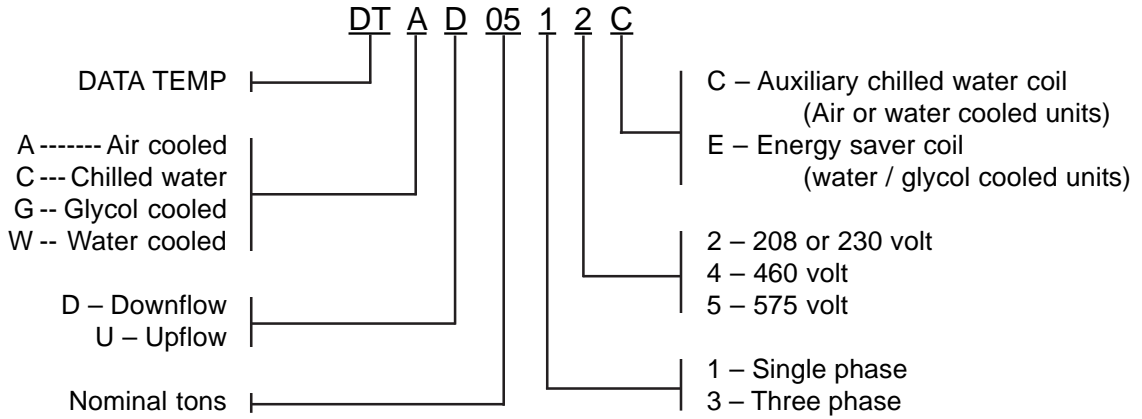 DT A D 05 1 2 C
DATA TEMP
A ------- Air cooled
C --- Chilled water
G -- Glycol cooled
W -- Water cooled
D – Downflow
U – Upflow
Nominal tons
C – Auxiliary chilled water coil
(Air or water cooled units)
E – Energy saver coil
(water / glycol cooled units)
2 – 208 or 230 volt
4 – 460 volt
5 – 575 volt
1 – Single phase
3 – Three phase